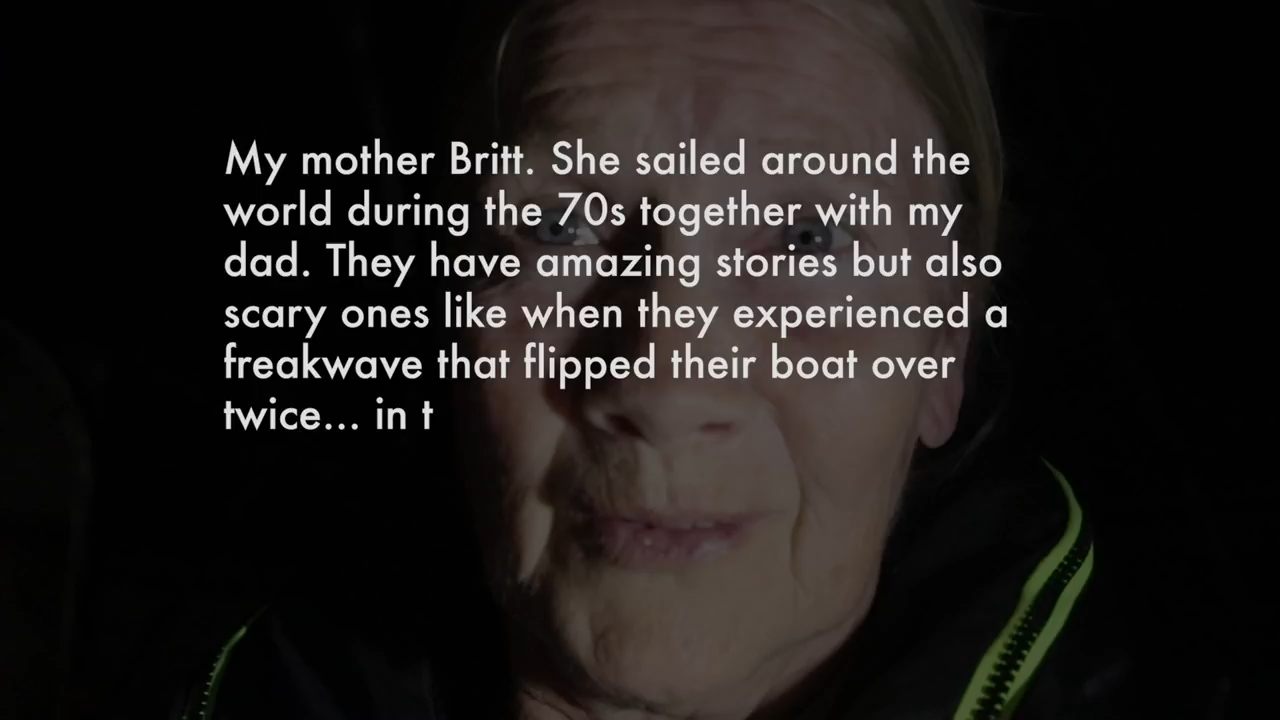 My mother Britt. She sailed around the
world during the 70s together with my
dad. They have amazing stories but also
scary ones like when they experienced a
freakwave that flipped their boat over
twice... in t